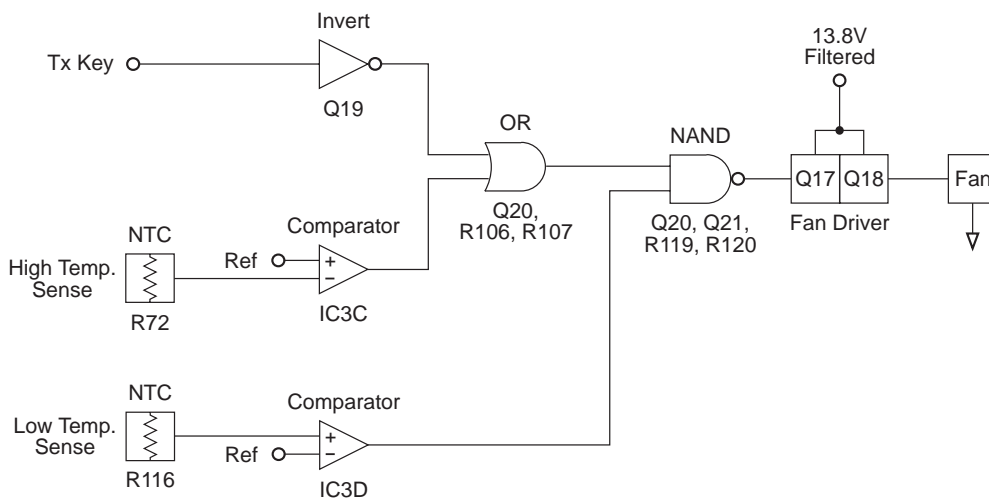 Invert
Tx Key
Q19
13.8V
Filtered
OR
NAND
Q17
Q18
Fan
Q20,
R106, R107
Q20, Q21,
R119, R120
Fan Driver
NTC
Comparator
High Temp.
Sense
Ref
+
−
R72
IC3C
NTC
Comparator
Low Temp.
Sense
+
Ref
−
R116
IC3D